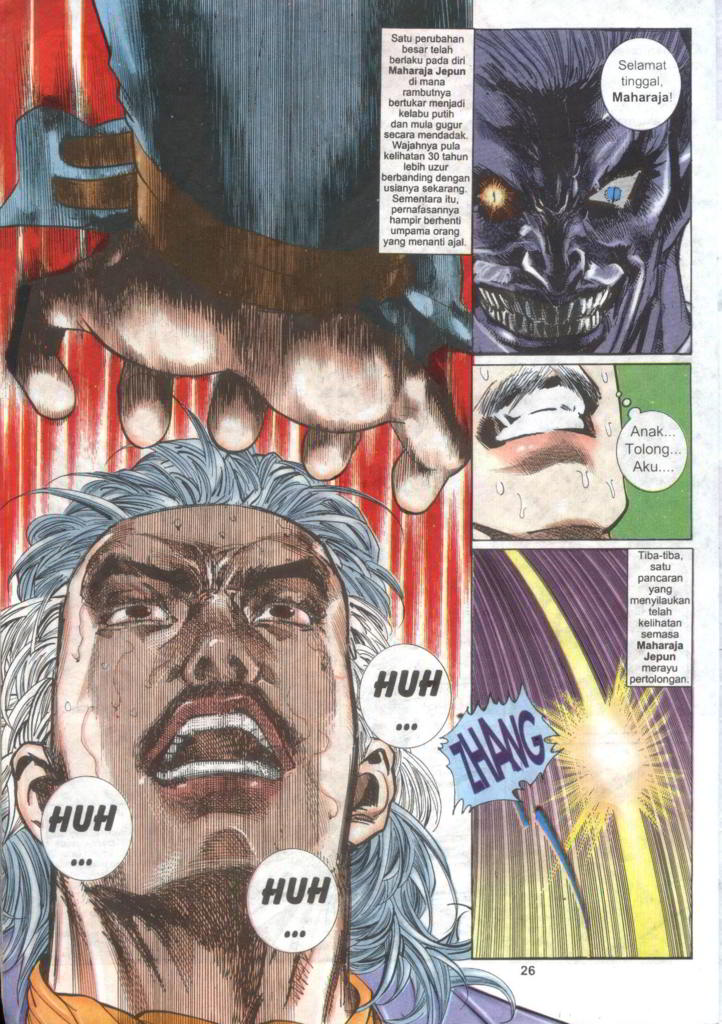 Satu perubahan
besar telah
berlaku pada diri
Maharaja Jepun
di mana
rambutnya
bertukar menjadi
kelabu putih
dan mula gugur
secara mendadak.
Wajahnya pula
kelihatan 30 tahun
lebih uzur
berbanding dengan
usianya sekarang.
Sementara itu,
pernafasannya
hampir berhenti
umpama orang
yang menanti ajal.
Selamat
tinggal,
Maharaja!
Anak...
Tolong...
Aku....
HUH
...
HUH
...
HUH
...
Tiba-tiba,
satu
pancaran
yang
menyilaukan
telah
kelihatan
semasa
Maharaja
Jepun
merayu
pertolongan.
ZHANG
26